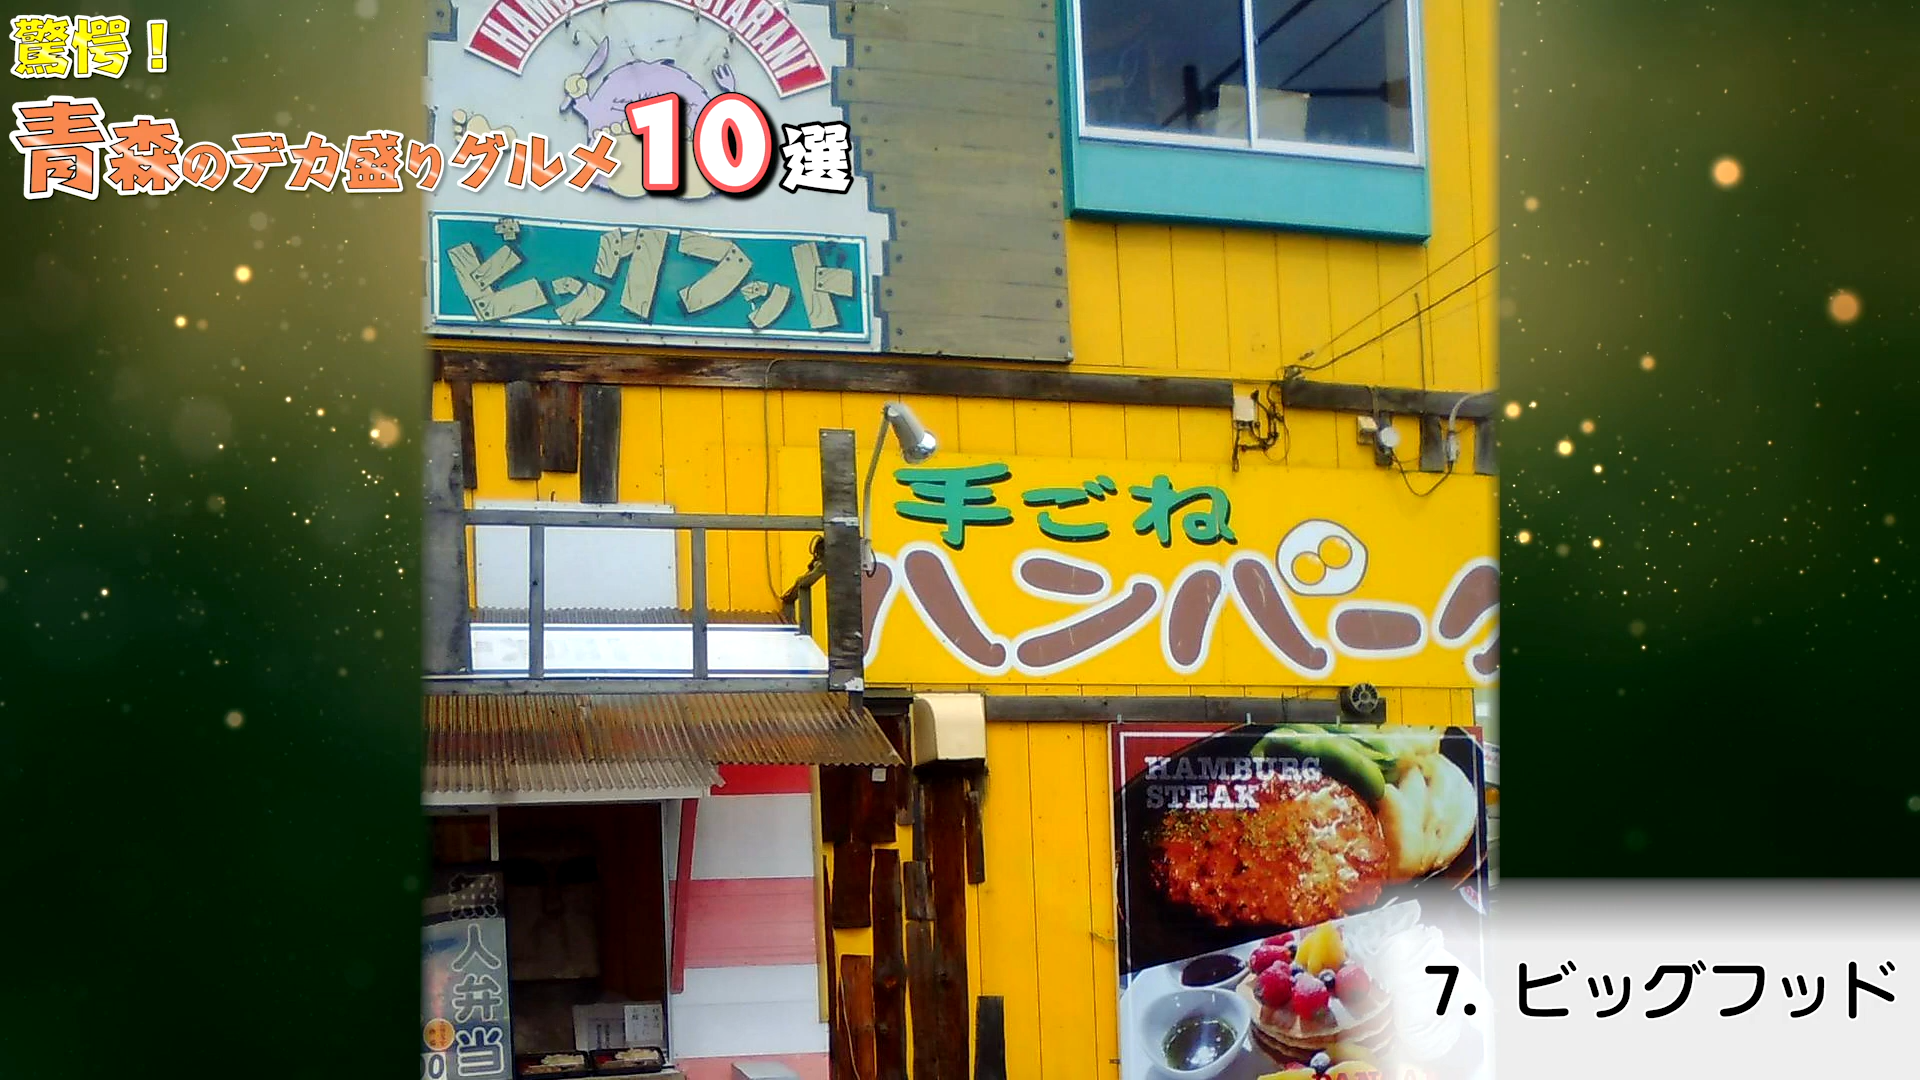 驚愕！
青森のデカ盛りグルメ10選
ビッグフット
手ごね
ハンバーグ
HAMBURG
STEAK
無人弁当
7. ビッグフッド